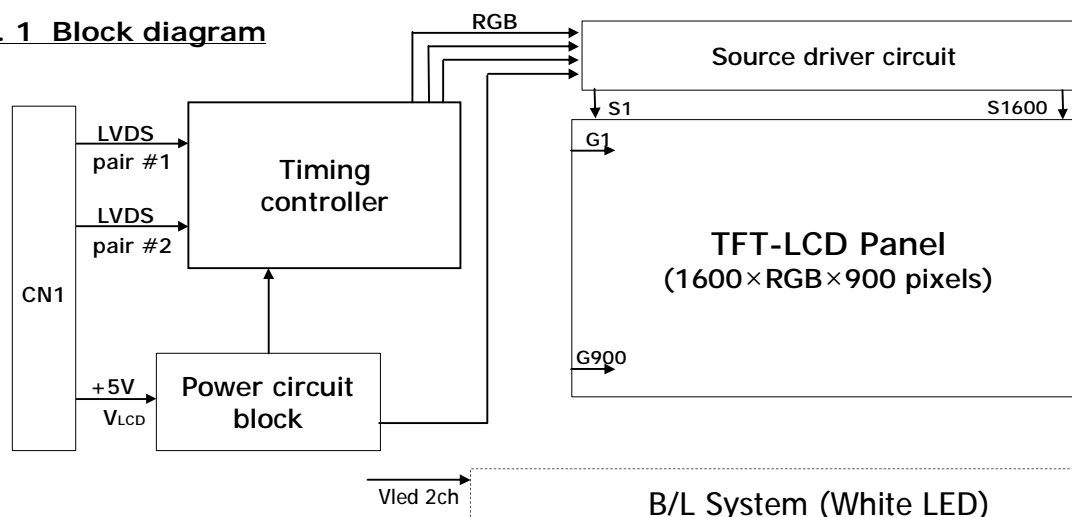 . 1 Block diagram
RGB
Source driver circuit
S1
S1600
CN1
LVDS
pair #1
LVDS
pair #2
Timing
controller
G1
TFT-LCD Panel
(1600×RGB×900 pixels)
G900
+5V
VLCD
Power circuit
block
Vled 2ch
B/L System (White LED)